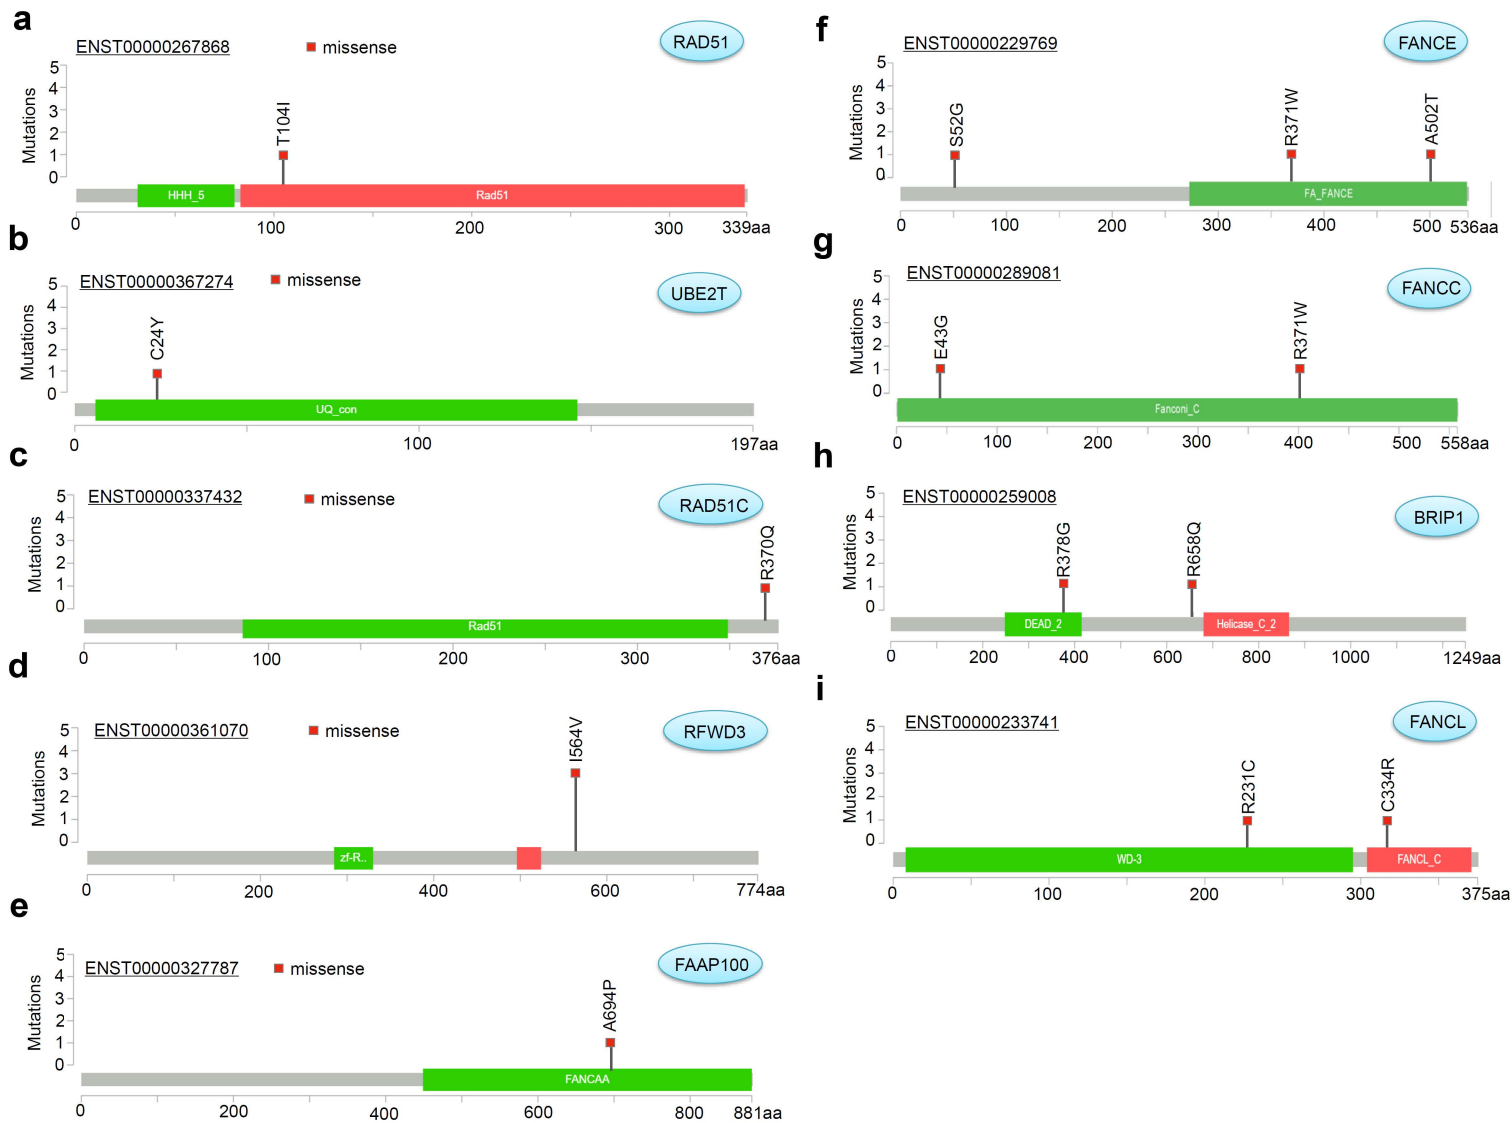 a
ENST00000267868
missense
RAD51
Mutations
5
4
3
2
1
0
T104I
HHH_5
Rad51
0
100
200
300
339aa
b
ENST00000367274
missense
UBE2T
Mutations
5
4
3
2
1
0
C24Y
UQ_con
0
100
197aa
c
ENST00000337432
missense
RAD51C
Mutations
5
4
3
2
1
0
R370Q
Rad51
0
100
200
300
376aa
d
ENST00000361070
missense
RFWD3
Mutations
5
4
3
2
1
0
I564V
zf-R..
0
200
400
600
774aa
e
ENST00000327787
missense
FAAP100
Mutations
5
4
3
2
1
0
A694P
FANCAA
0
200
400
600
800
881aa
f
ENST00000229769
FANCE
Mutations
5
4
3
2
1
0
S52G
R371W
A502T
FA_FANCE
0
100
200
300
400
500
536aa
g
ENST00000289081
FANCC
Mutations
5
4
3
2
1
0
E43G
R371W
Fanconi_C
0
100
200
300
400
500
558aa
h
ENST00000259008
BRIP1
Mutations
5
4
3
2
1
0
R378G
R658Q
DEAD_2
Helicase_C_2
0
200
400
600
800
1000
1249aa
i
ENST00000233741
FANCL
Mutations
5
4
3
2
1
0
R231C
C334R
WD-3
FANCL_C
0
100
200
300
375aa